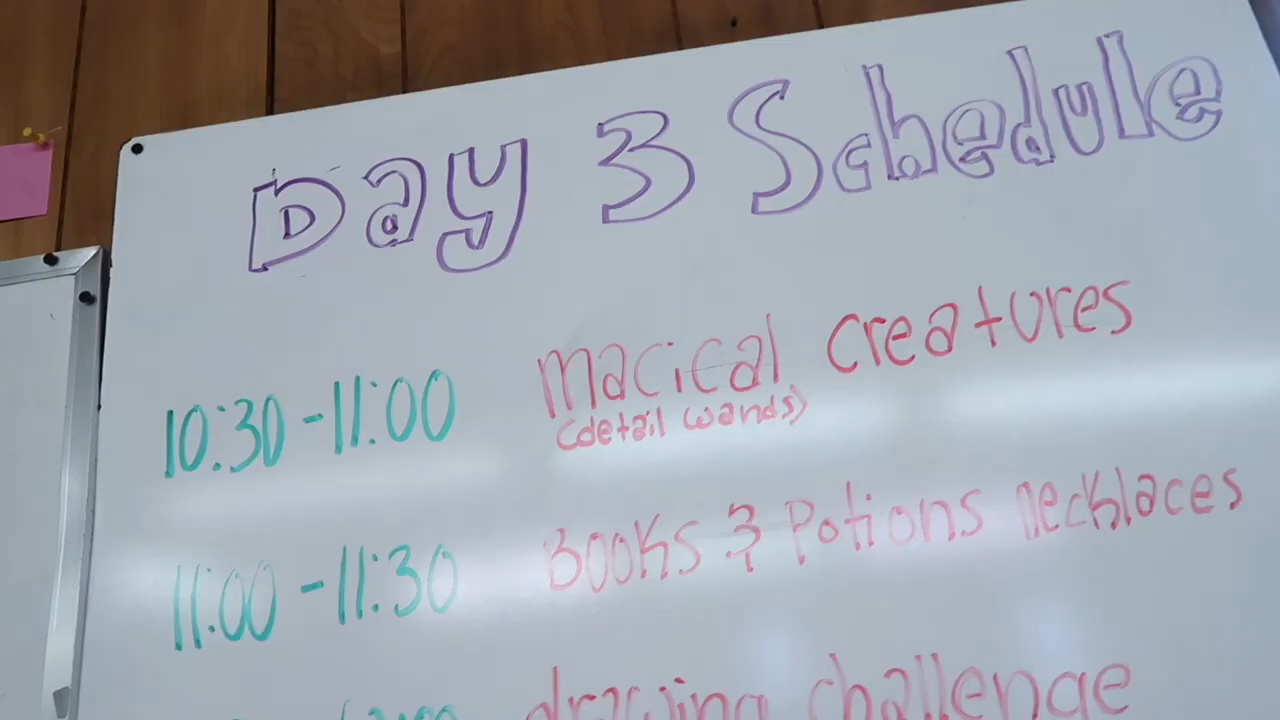 Day 3 Schedule
10:30 - 11:00 macical creatures
(detail wands)
11:00 - 11:30 Books & Potions necklaces
drawing challenge